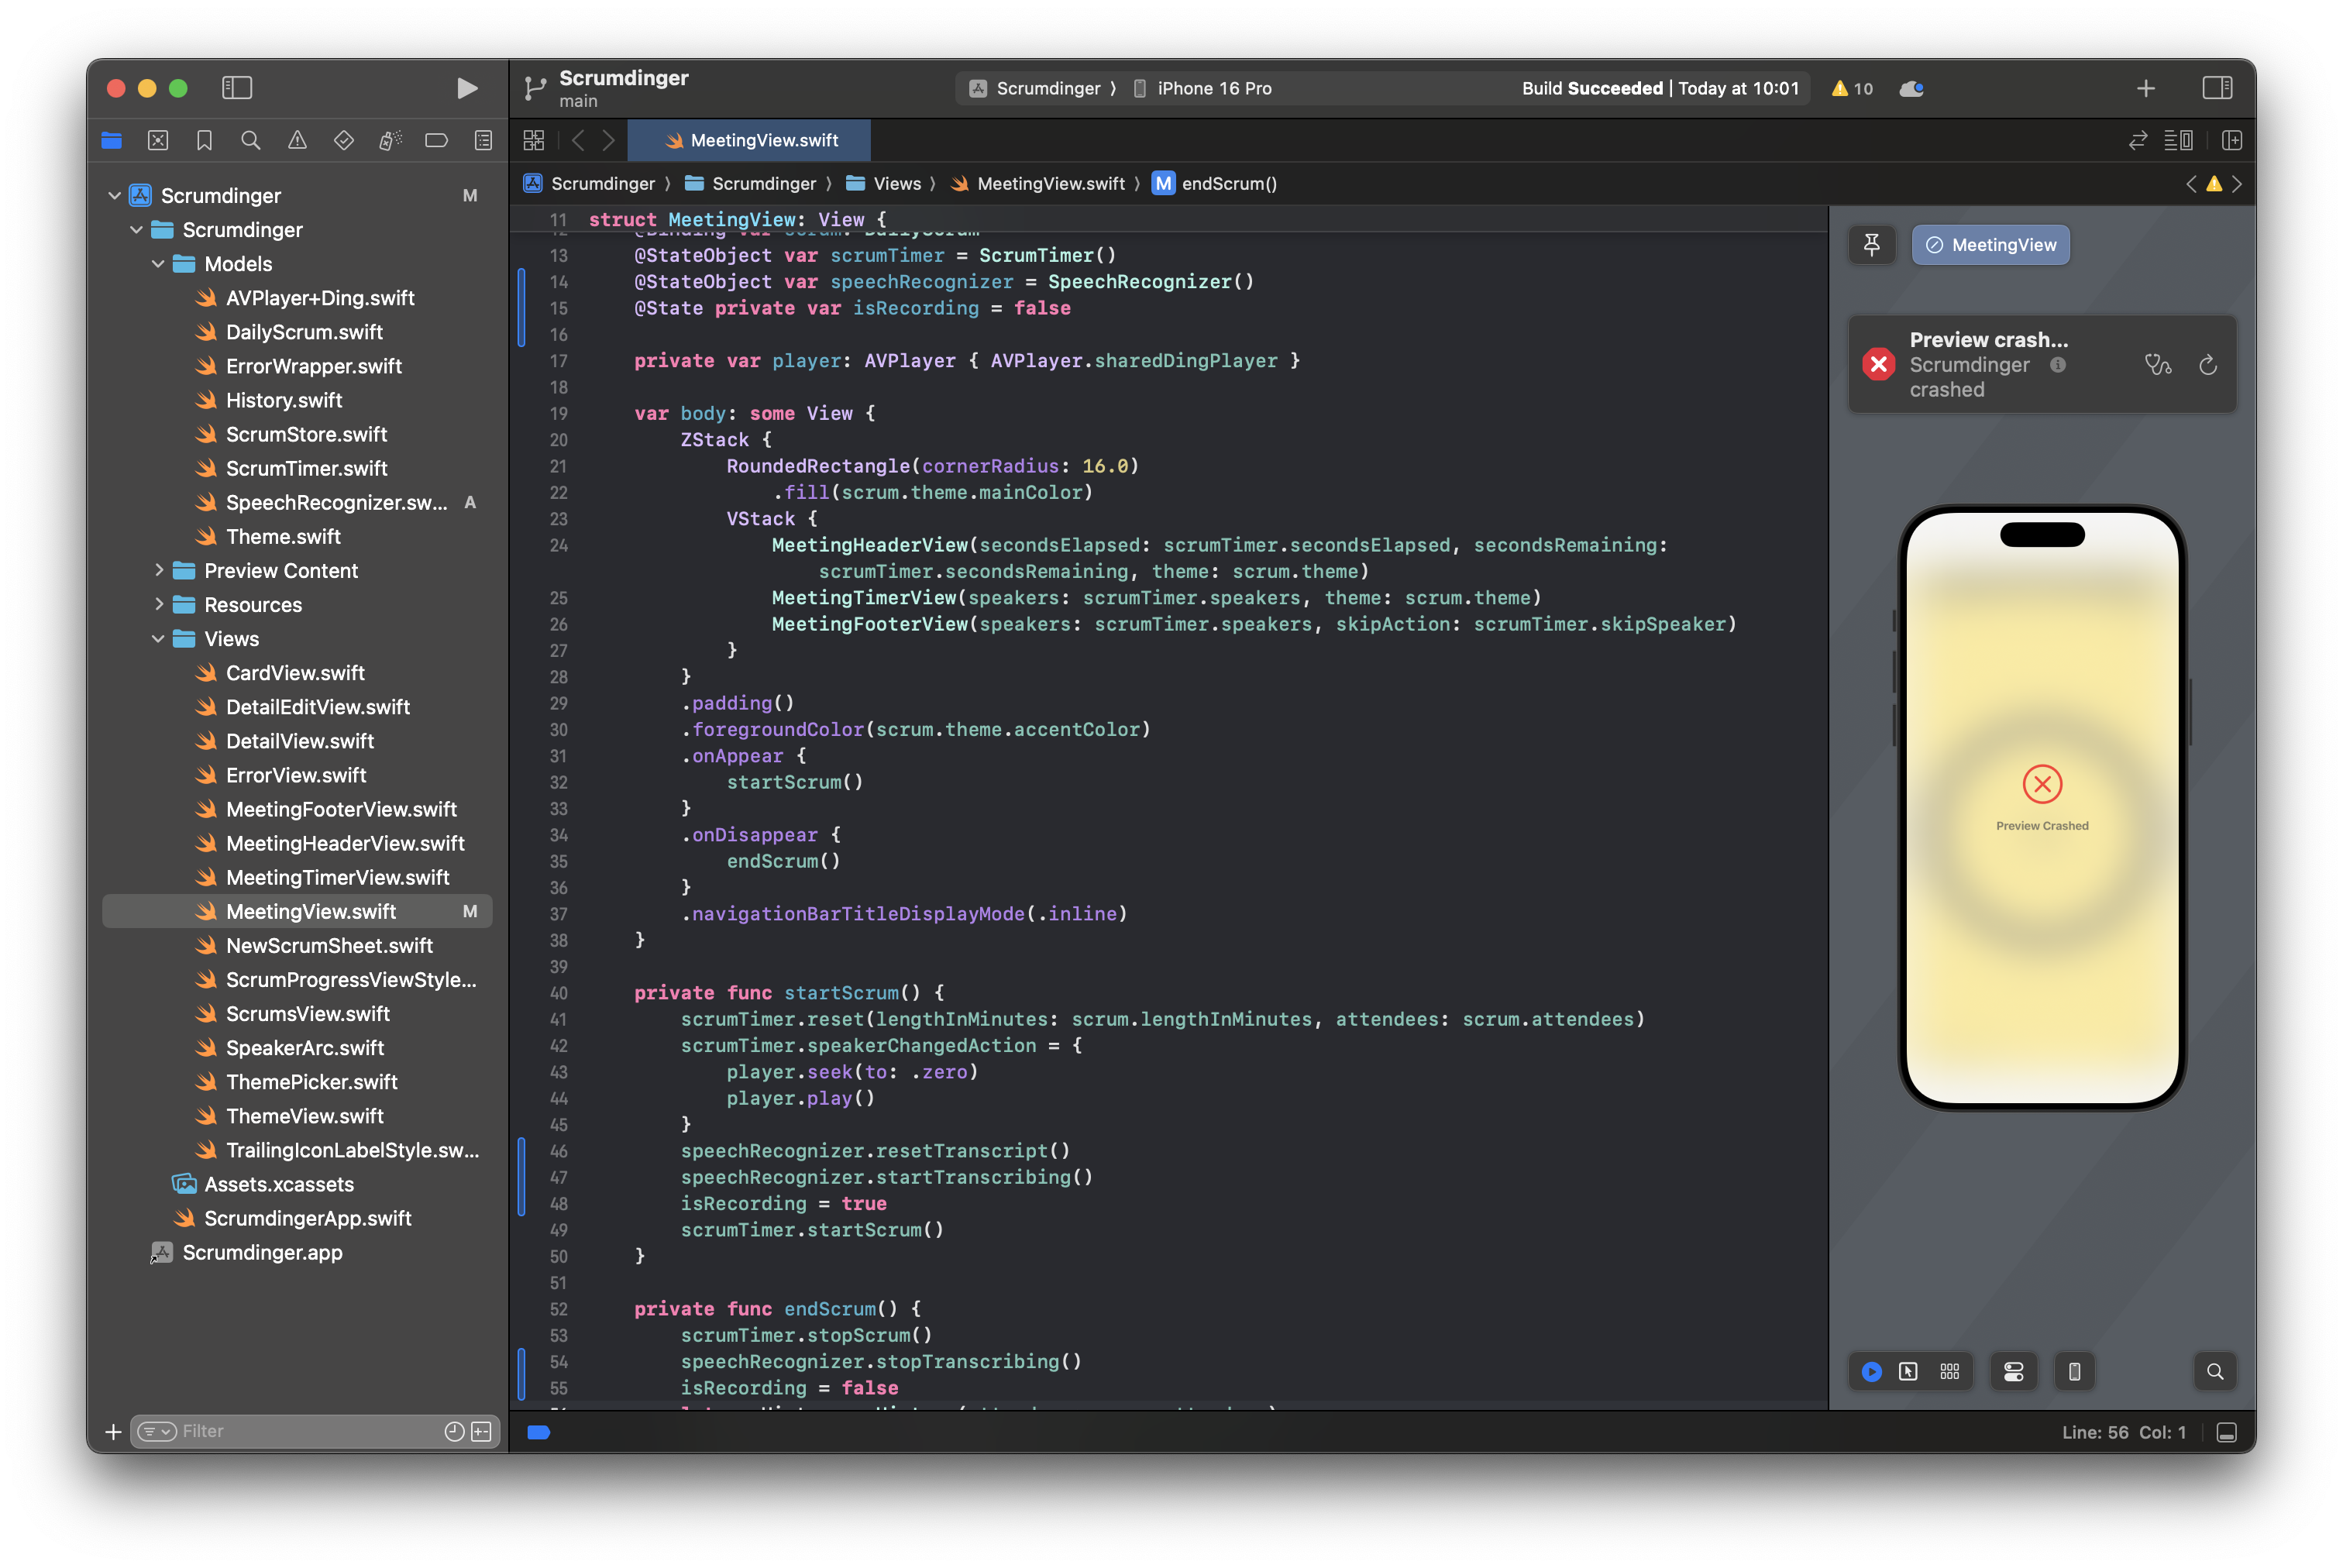 Scrumdinger
main
Scrumdinger
iPhone 16 Pro
Build Succeeded | Today at 10:01
10
MeetingView.swift
Scrumdinger
Scrumdinger
Views
MeetingView.swift
M
endScrum()
Scrumdinger
M
Scrumdinger
Models
AVPlayer+Ding.swift
DailyScrum.swift
ErrorWrapper.swift
History.swift
ScrumStore.swift
ScrumTimer.swift
SpeechRecognizer.sw...
A
Theme.swift
Preview Content
Resources
Views
CardView.swift
DetailEditView.swift
DetailView.swift
ErrorView.swift
MeetingFooterView.swift
MeetingHeaderView.swift
MeetingTimerView.swift
MeetingView.swift
M
NewScrumSheet.swift
ScrumProgressViewStyle...
ScrumsView.swift
SpeakerArc.swift
ThemePicker.swift
ThemeView.swift
TrailingIconLabelStyle.sw...
Assets.xcassets
ScrumdingerApp.swift
Scrumdinger.app
Filter
11 struct MeetingView: View {
13 @StateObject var scrumTimer = ScrumTimer()
14 @StateObject var speechRecognizer = SpeechRecognizer()
15 @State private var isRecording = false
16
17 private var player: AVPlayer { AVPlayer.sharedDingPlayer }
18
19 var body: some View {
20 ZStack {
21 RoundedRectangle(cornerRadius: 16.0)
22 .fill(scrum.theme.mainColor)
23 VStack {
24 MeetingHeaderView(secondsElapsed: scrumTimer.secondsElapsed, secondsRemaining:
scrumTimer.secondsRemaining, theme: scrum.theme)
25 MeetingTimerView(speakers: scrumTimer.speakers, theme: scrum.theme)
26 MeetingFooterView(speakers: scrumTimer.speakers, skipAction: scrumTimer.skipSpeaker)
27 }
28 }
29 .padding()
30 .foregroundColor(scrum.theme.accentColor)
31 .onAppear {
32 startScrum()
33 }
34 .onDisappear {
35 endScrum()
36 }
37 .navigationBarTitleDisplayMode(.inline)
38 }
39
40 private func startScrum() {
41 scrumTimer.reset(lengthInMinutes: scrum.lengthInMinutes, attendees: scrum.attendees)
42 scrumTimer.speakerChangedAction = {
43 player.seek(to: .zero)
44 player.play()
45 }
46 speechRecognizer.resetTranscript()
47 speechRecognizer.startTranscribing()
48 isRecording = true
49 scrumTimer.startScrum()
50 }
51
52 private func endScrum() {
53 scrumTimer.stopScrum()
54 speechRecognizer.stopTranscribing()
55 isRecording = false
MeetingView
Preview crash...
Scrumdinger
crashed
Preview Crashed
Line: 56 Col: 1